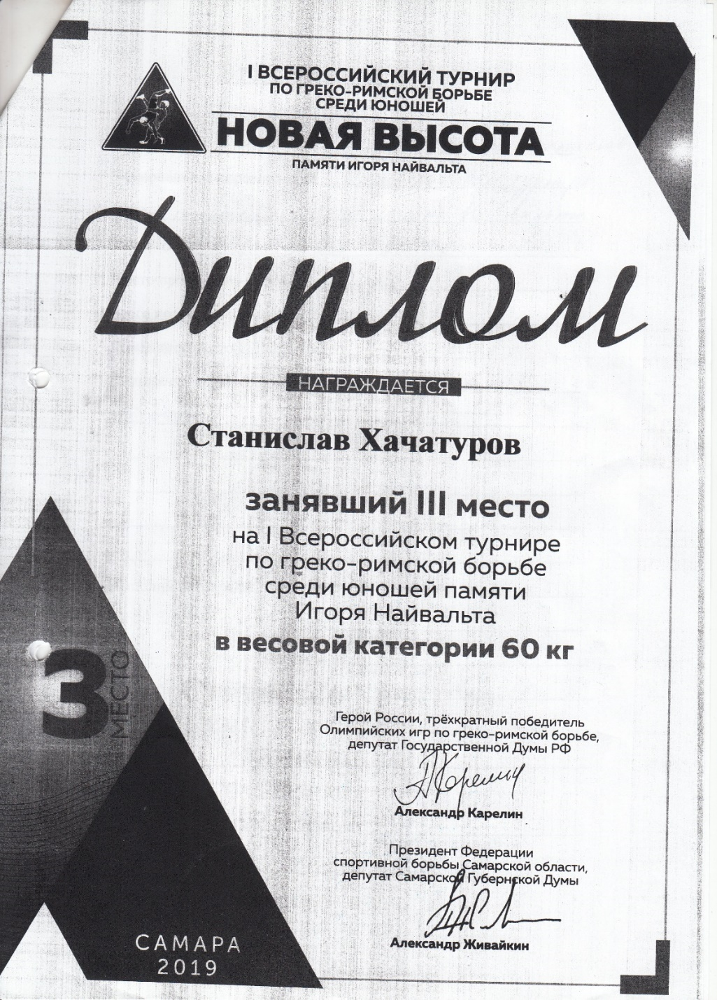 I ВСЕРОССИЙСКИЙ ТУРНИР
ПО ГРЕКО-РИМСКОЙ БОРЬБЕ
СРЕДИ ЮНОШЕЙ
НОВАЯ ВЫСОТА
ПАМЯТИ ИГОРЯ НАЙВАЛЬТА
Диплом
НАГРАЖДАЕТСЯ
Станислав Хачатуров
занявший III место
на I Всероссийском турнире
по греко-римской борьбе
среди юношей памяти
Игоря Найвальта
в весовой категории 60 кг
3
МЕСТО
Герой России, трёхкратный победитель
Олимпийских игр по греко-римской борьбе,
депутат Государственной Думы РФ
АКарелин
Александр Карелин
Президент Федерации
спортивной борьбы Самарской области,
депутат Самарской Губернской Думы
Александр Живайкин
САМАРА
2019